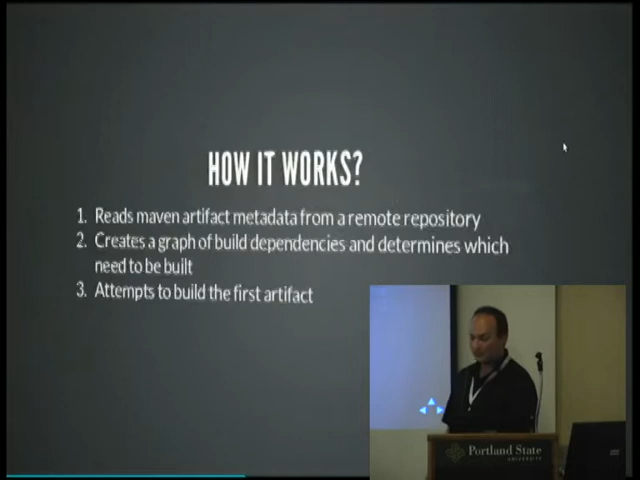 HOW IT WORKS?
1. Reads maven artifact metadata from a remote repository
2. Creates a graph of build dependencies and determines which
need to be built
3. Attempts to build the first artifact
Portland State
UNIVERSITY